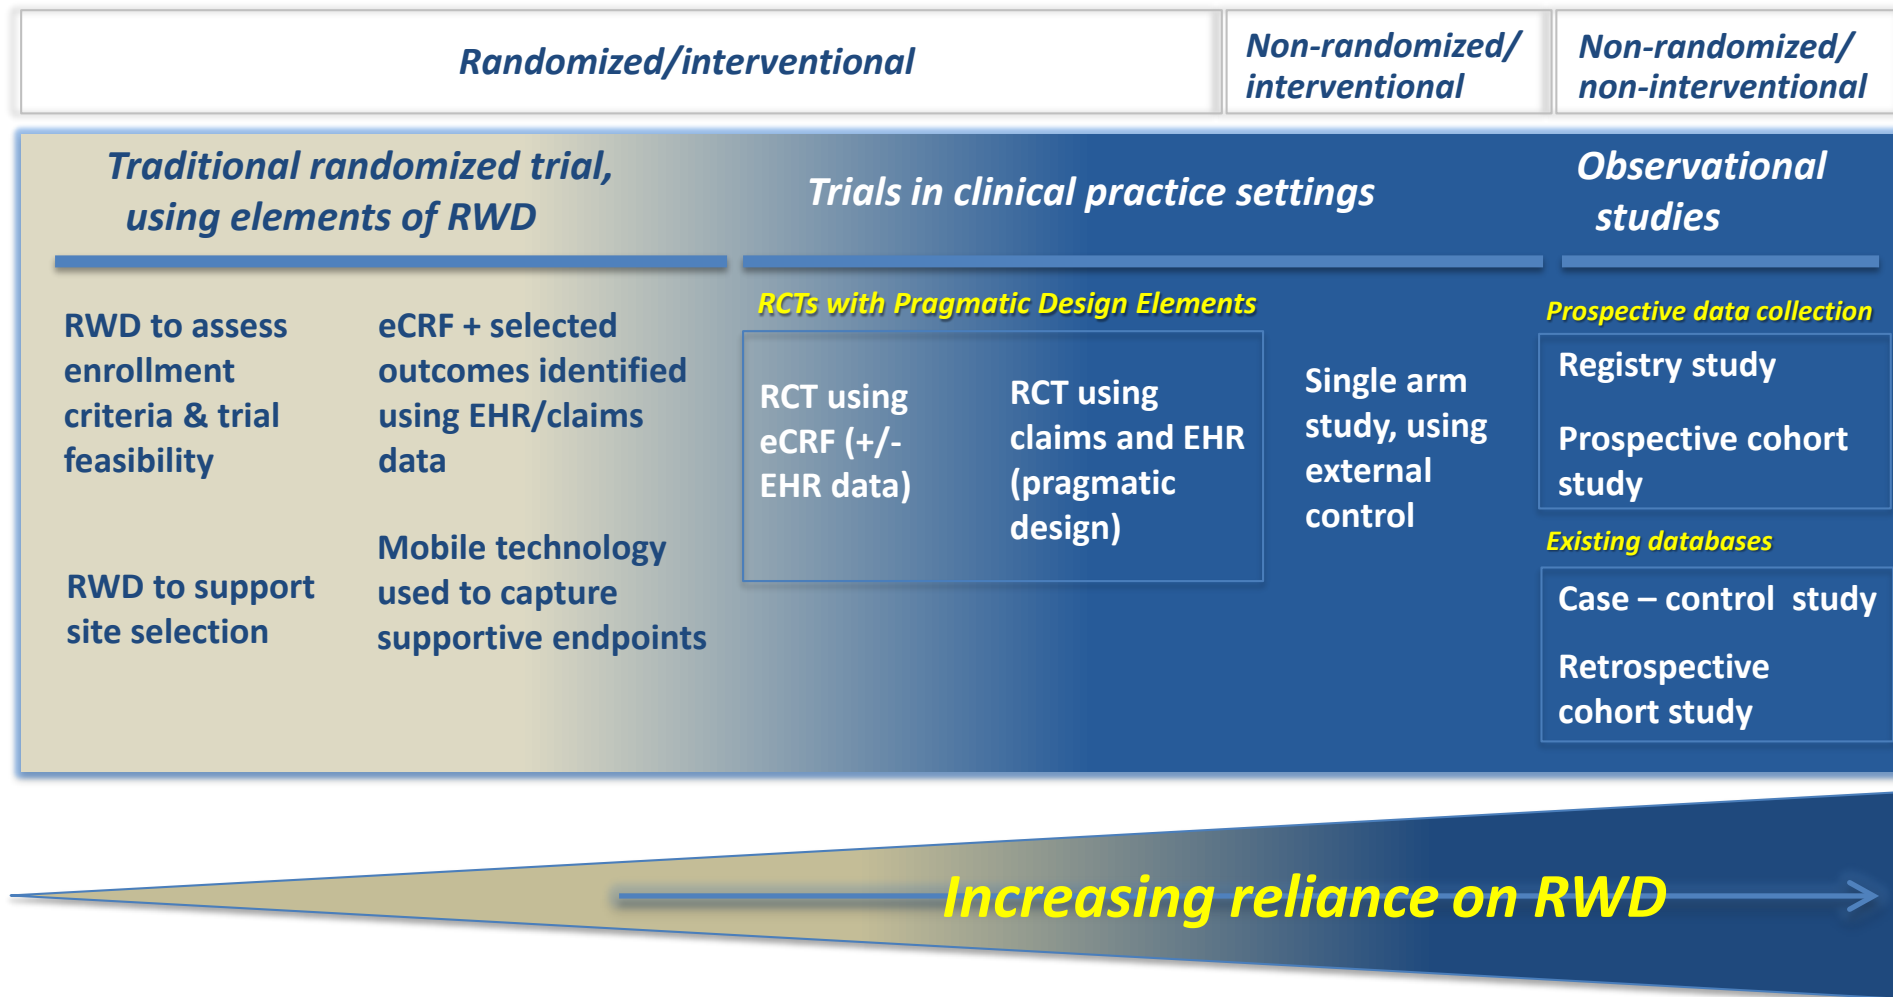 Randomized/interventional
Non-randomized/
interventional
Non-randomized/
non-interventional
Traditional randomized trial,
using elements of RWD
Trials in clinical practice settings
Observational
studies
RWD to assess
enrollment
criteria & trial
feasibility
RWD to support
site selection
eCRF + selected
outcomes identified
using EHR/claims
data
Mobile technology
used to capture
supportive endpoints
RCTs with Pragmatic Design Elements
RCT using
eCRF (+/-
EHR data)
RCT using
claims and EHR
(pragmatic
design)
Single arm
study, using
external
control
Prospective data collection
Registry study
Prospective cohort
study
Existing databases
Case – control  study
Retrospective
cohort study
Increasing reliance on RWD